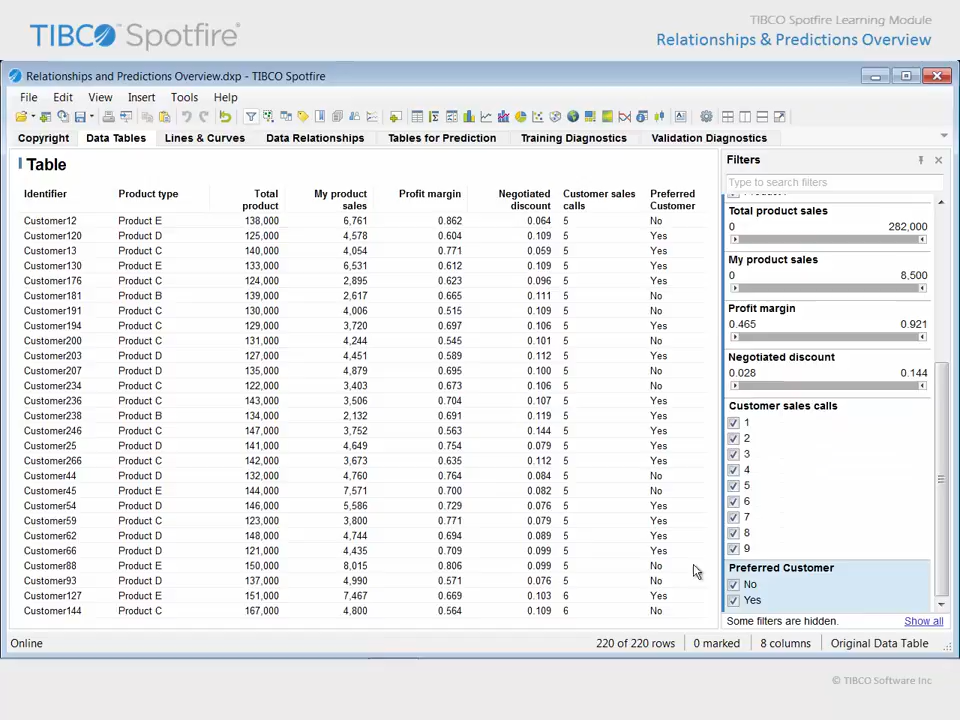 TIBCO Spotfire
TIBCO Spotfire Learning Module
Relationships & Predictions Overview
Relationships and Predictions Overview.dxp - TIBCO Spotfire
File Edit View Insert Tools Help
Copyright Data Tables Lines & Curves Data Relationships Tables for Prediction Training Diagnostics Validation Diagnostics
Table
Identifier Product type Total product My product sales Profit margin Negotiated discount Customer sales calls Preferred Customer
Customer12 Product E 138,000 6,761 0.862 0.064 5 No
Customer120 Product D 125,000 4,578 0.604 0.109 5 Yes
Customer13 Product C 140,000 4,054 0.771 0.059 5 Yes
Customer130 Product E 133,000 6,531 0.612 0.109 5 Yes
Customer176 Product C 124,000 2,895 0.623 0.096 5 Yes
Customer181 Product B 139,000 2,617 0.665 0.111 5 No
Customer191 Product C 130,000 4,006 0.515 0.109 5 No
Customer194 Product C 129,000 3,720 0.697 0.106 5 Yes
Customer200 Product C 131,000 4,244 0.545 0.101 5 No
Customer203 Product D 127,000 4,451 0.589 0.112 5 Yes
Customer207 Product D 135,000 4,879 0.695 0.100 5 No
Customer234 Product C 122,000 3,403 0.673 0.106 5 No
Customer236 Product C 143,000 3,506 0.704 0.107 5 Yes
Customer238 Product B 134,000 2,132 0.691 0.119 5 Yes
Customer246 Product C 147,000 3,752 0.563 0.144 5 Yes
Customer25 Product D 141,000 4,649 0.754 0.079 5 Yes
Customer266 Product C 142,000 3,673 0.635 0.112 5 Yes
Customer44 Product D 132,000 4,760 0.764 0.084 5 No
Customer45 Product E 144,000 7,571 0.700 0.082 5 No
Customer54 Product D 146,000 5,586 0.729 0.076 5 Yes
Customer59 Product C 123,000 3,800 0.771 0.079 5 Yes
Customer62 Product D 148,000 4,744 0.694 0.089 5 Yes
Customer66 Product D 121,000 4,435 0.709 0.099 5 Yes
Customer88 Product E 150,000 8,015 0.806 0.099 5 No
Customer93 Product D 137,000 4,990 0.571 0.076 5 No
Customer127 Product E 151,000 7,467 0.669 0.103 6 Yes
Customer144 Product C 167,000 4,800 0.564 0.109 6 No
Filters
Type to search filters
Total product sales
0 282,000
My product sales
0 8,500
Profit margin
0.465 0.921
Negotiated discount
0.028 0.144
Customer sales calls
1
2
3
4
5
6
7
8
9
Preferred Customer
No
Yes
Some filters are hidden. Show all
Online 220 of 220 rows 0 marked 8 columns Original Data Table
© TIBCO Software Inc